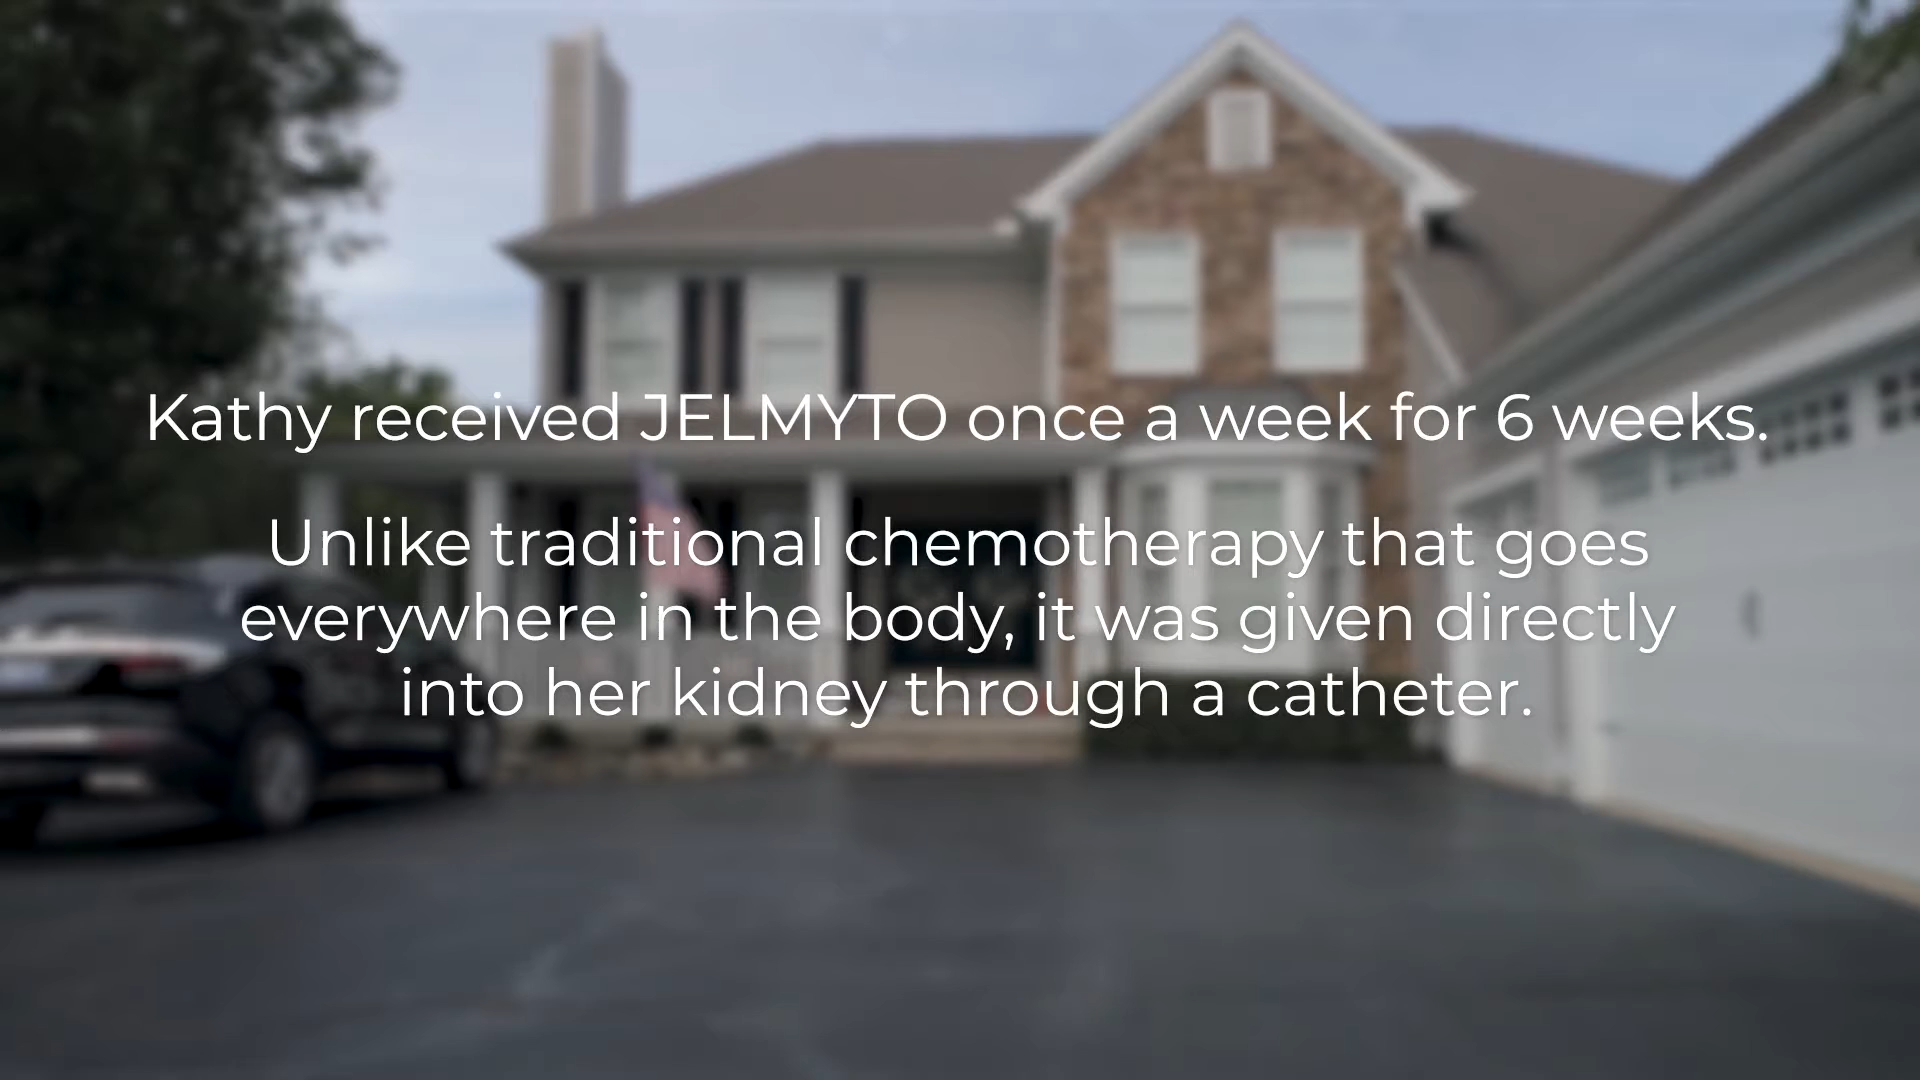 Kathy received JELMYTO once a week for 6 weeks.
Unlike traditional chemotherapy that goes
everywhere in the body, it was given directly
into her kidney through a catheter.